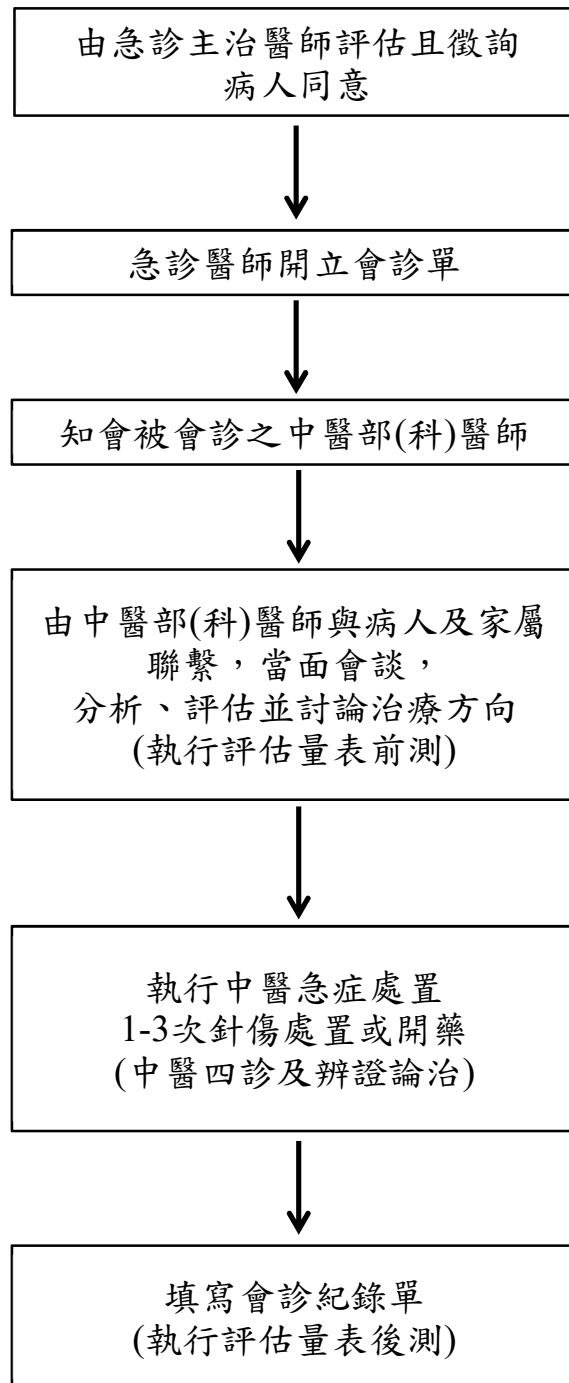 由急診主治醫師評估且徵詢
病人同意
急診醫師開立會診單
知會被會診之中醫部(科)醫師
由中醫部(科)醫師與病人及家屬
聯繫，當面會談，
分析、評估並討論治療方向
(執行評估量表前測)
執行中醫急症處置
1-3次針傷處置或開藥
(中醫四診及辨證論治)
填寫會診紀錄單
(執行評估量表後測)